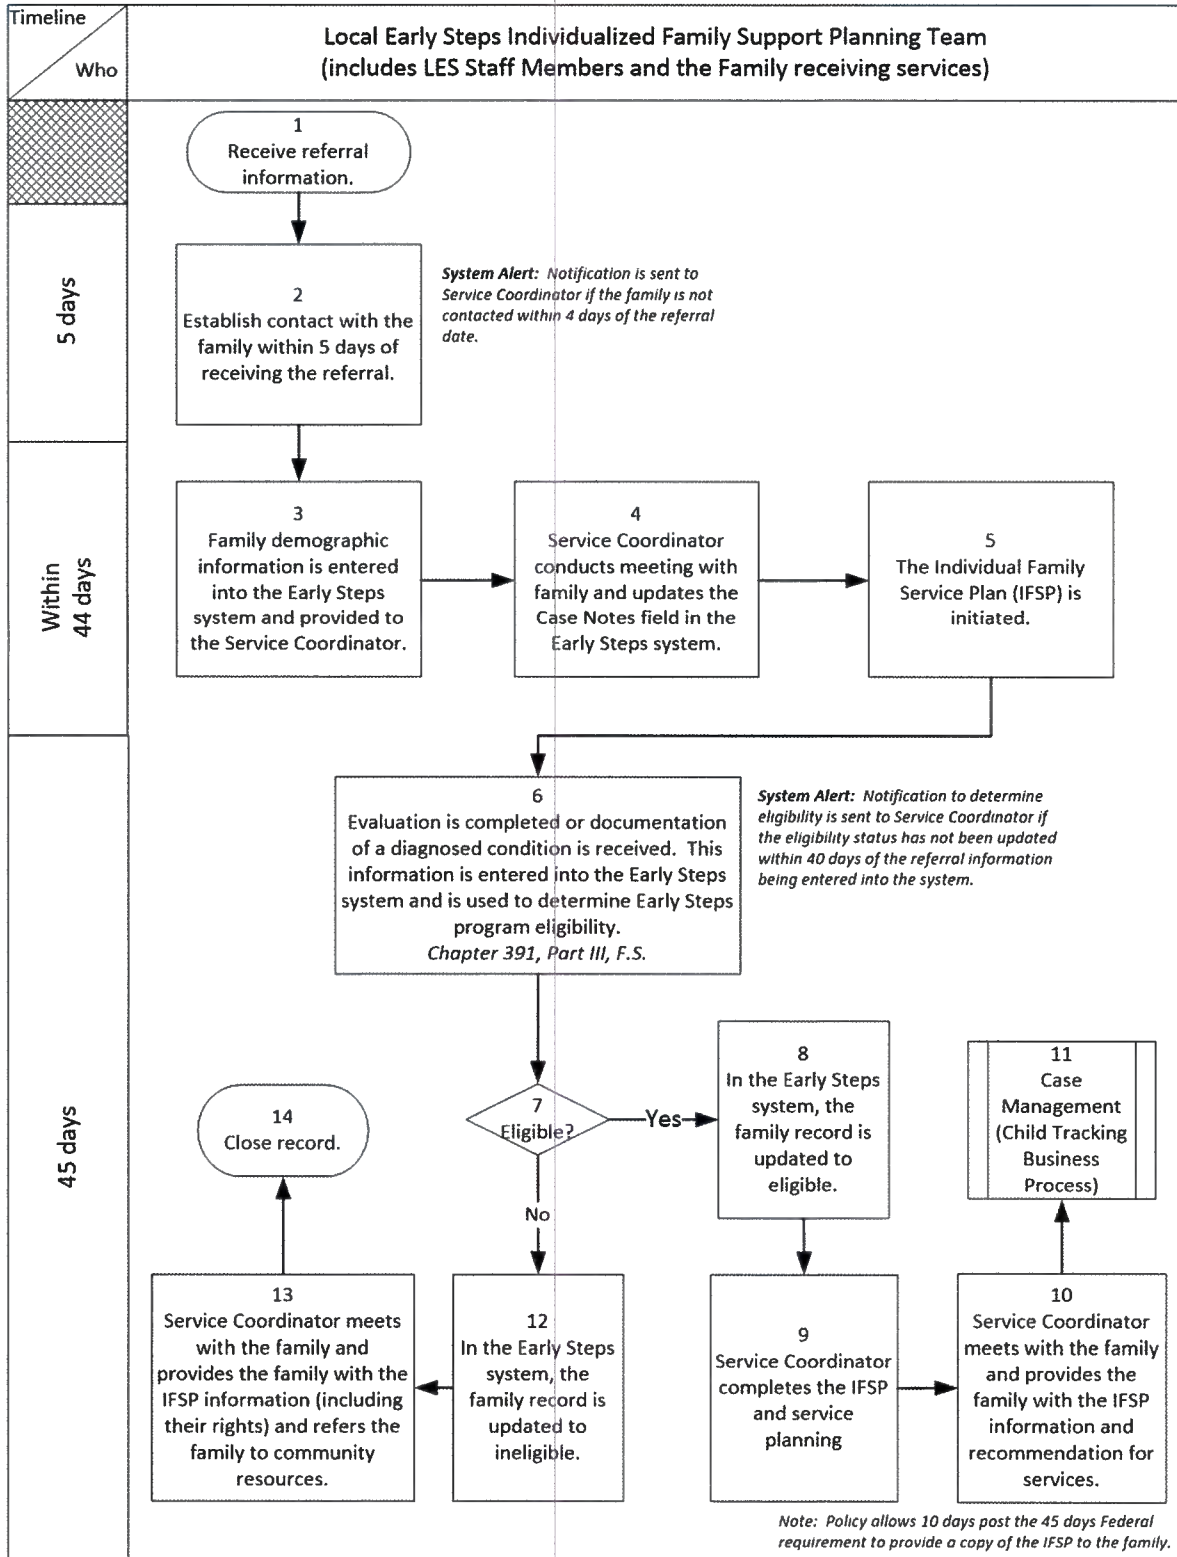 Timeline
Who
Local Early Steps Individualized Family Support Planning Team
(includes LES Staff Members and the Family receiving services)
1
Receive referral
information.
5 days
2
Establish contact with the
family within 5 days of
receiving the referral.
System Alert: Notification is sent to
Service Coordinator if the family is not
contacted within 4 days of the referral
date.
Within
44 days
3
Family demographic
information is entered
into the Early Steps
system and provided to
the Service Coordinator.
4
Service Coordinator
conducts meeting with
family and updates the
Case Notes field in the
Early Steps system.
5
The Individual Family
Service Plan (IFSP) is
initiated.
45 days
6
Evaluation is completed or documentation
of a diagnosed condition is received. This
information is entered into the Early Steps
system and is used to determine Early Steps
program eligibility.
Chapter 391, Part III, F.S.
System Alert: Notification to determine
eligibility is sent to Service Coordinator if
the eligibility status has not been updated
within 40 days of the referral information
being entered into the system.
7
Eligible?
Yes
No
8
In the Early Steps
system, the
family record is
updated to
eligible.
11
Case
Management
(Child Tracking
Business
Process)
14
Close record.
13
Service Coordinator meets
with the family and
provides the family with the
IFSP information (including
their rights) and refers the
family to community
resources.
12
In the Early Steps
system, the
family record is
updated to
ineligible.
9
Service Coordinator
completes the IFSP
and service
planning
10
Service Coordinator
meets with the family
and provides the
family with the IFSP
information and
recommendation for
services.
Note: Policy allows 10 days post the 45 days Federal
requirement to provide a copy of the IFSP to the family.